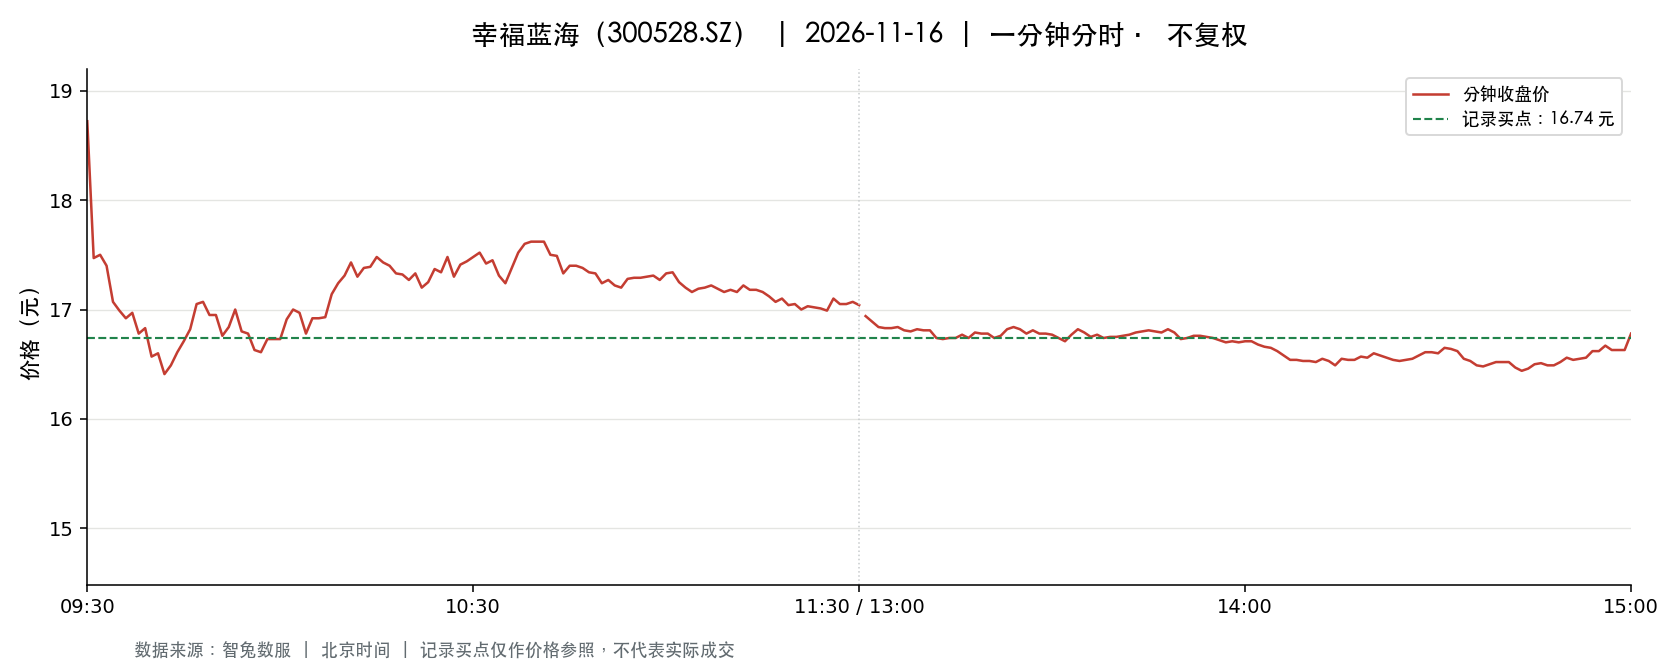 幸福蓝海（300528.SZ） | 2026-11-16 | 一分钟分时 · 不复权
分钟收盘价
记录买点：16.74 元
价格（元）
19
18
17
16
15
09:30
10:30
11:30 / 13:00
14:00
15:00
数据来源：智兔数服 | 北京时间 | 记录买点仅作价格参照，不代表实际成交